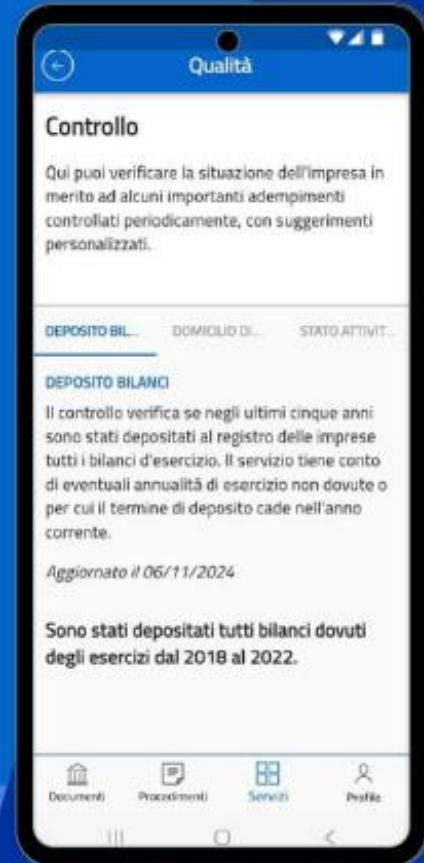 Qualità
Controllo
Qui puoi verificare la situazione dell'impresa in
merito ad alcuni importanti adempimenti
controllati periodicamente, con suggerimenti
personalizzati.
DEPOSITO BIL... DOMICILIO DI... STATO ATTIVIT...
DEPOSITO BILANCI
Il controllo verifica se negli ultimi cinque anni
sono stati depositati al registro delle imprese
tutti i bilanci d'esercizio. Il servizio tiene conto
di eventuali annualità di esercizio non dovute o
per cui il termine di deposito cade nell'anno
corrente.
Aggiornato il 06/11/2024
Sono stati depositati tutti bilanci dovuti
degli esercizi dal 2018 al 2022.
Documenti Procedimenti Servizi Profilo